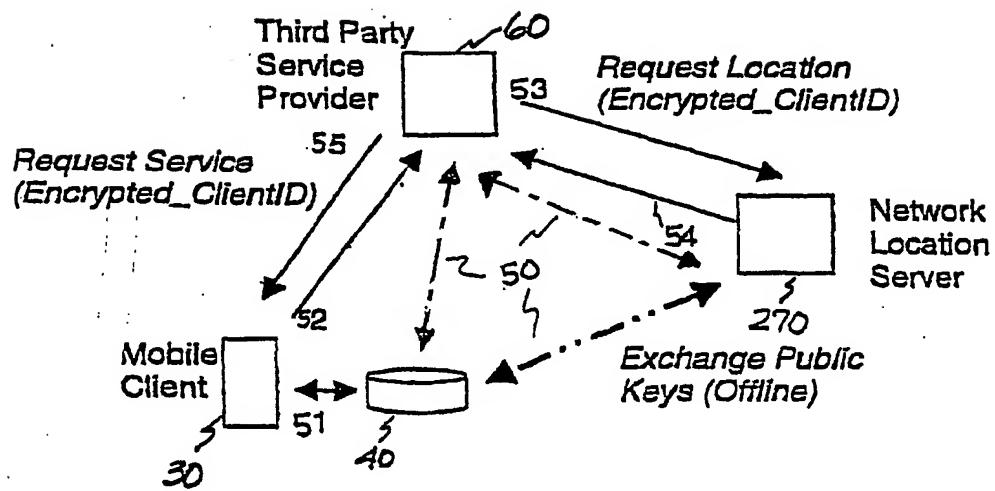 60
Third Party
Service
Provider
53
Request Location
(Encrypted_ClientID)
55
Request Service
(Encrypted_ClientID)
54
Network
Location
Server
50
52
270
Mobile
Client
Exchange Public
Keys (Offline)
51
30
40